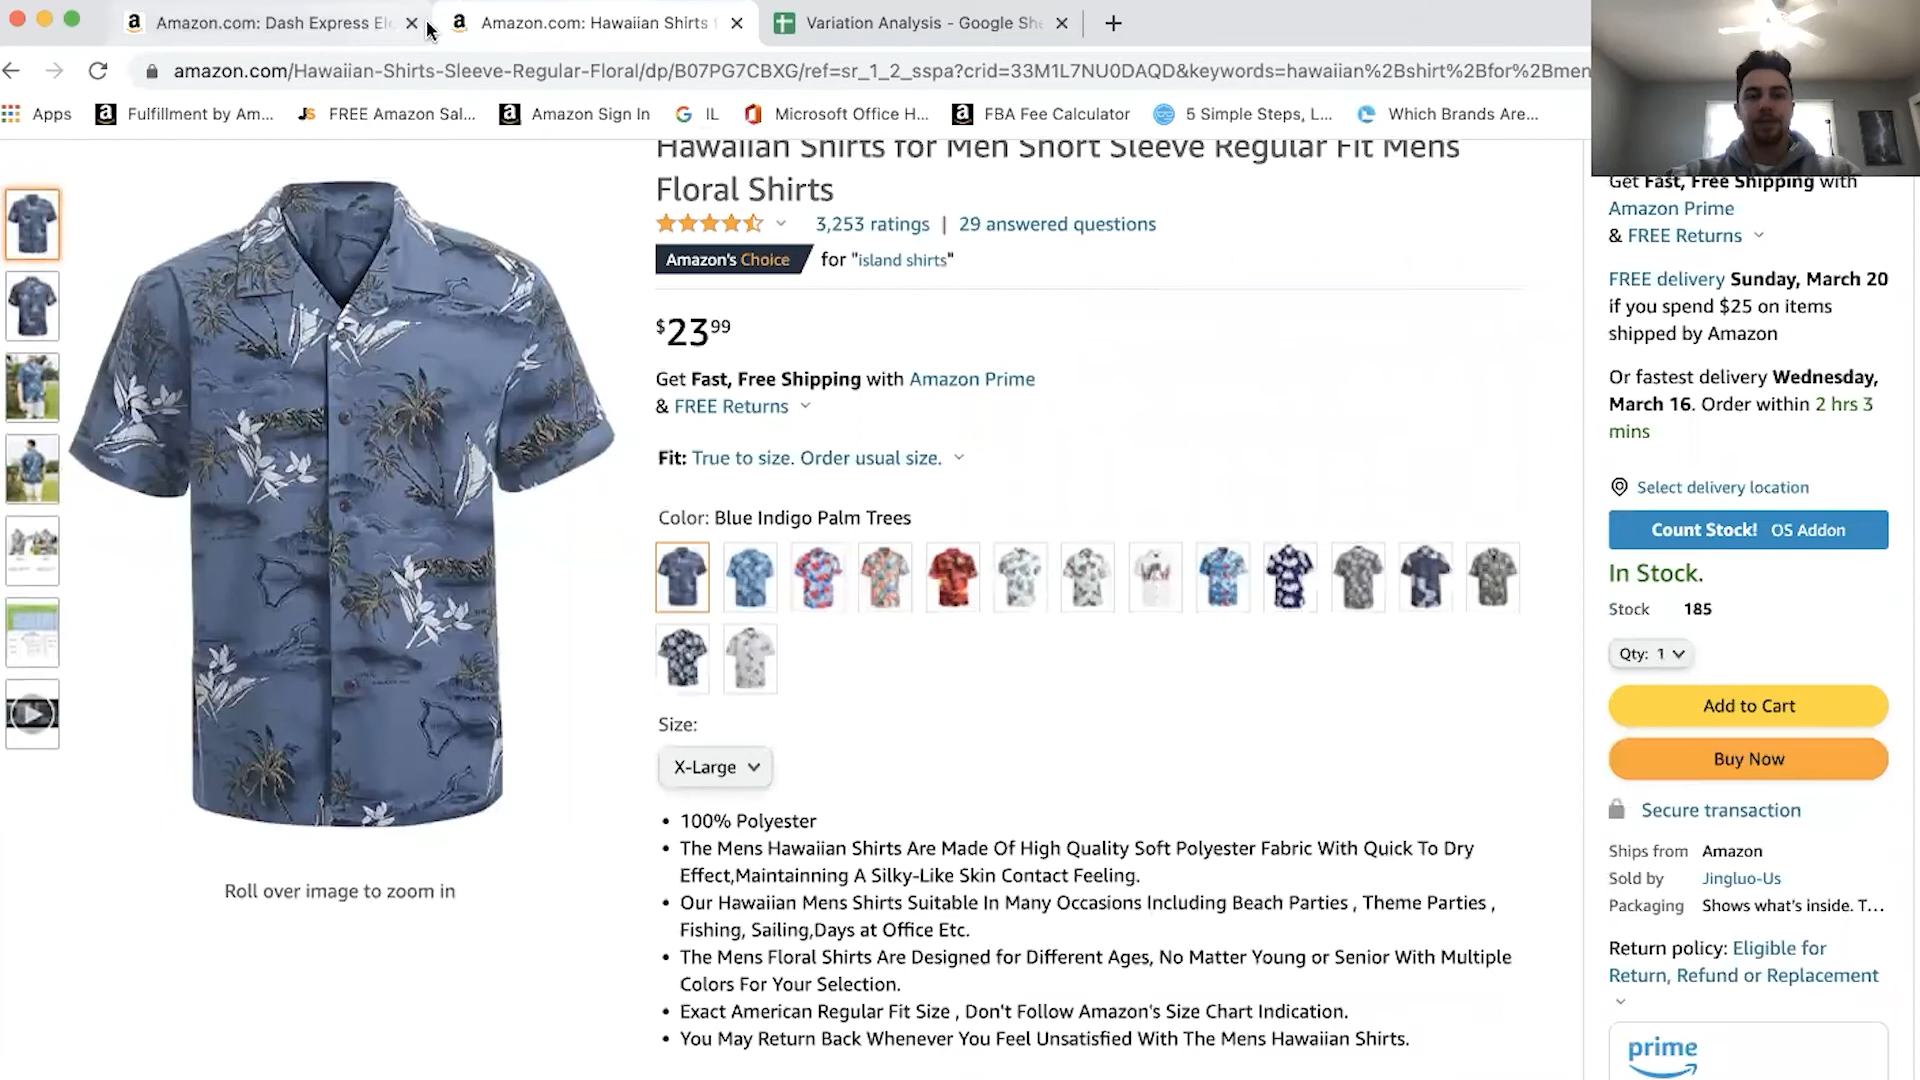 Amazon.com: Dash Express Ele
Amazon.com: Hawaiian Shirts f
Variation Analysis - Google She
amazon.com/Hawaiian-Shirts-Sleeve-Regular-Floral/dp/B07PG7CBXG/ref=sr_1_2_sspa?crid=33M1L7NU0DAQD&keywords=hawaiian%2Bshirt%2Bfor%2Bmen
Apps
Fulfillment by Am...
FREE Amazon Sal...
Amazon Sign In
IL
Microsoft Office H...
FBA Fee Calculator
5 Simple Steps, L...
Which Brands Are...
Hawaiian Shirts for Men Short Sleeve Regular Fit Mens
Floral Shirts
3,253 ratings | 29 answered questions
Amazon's Choice for "island shirts"
$23 99
Get Fast, Free Shipping with Amazon Prime
& FREE Returns
Fit: True to size. Order usual size.
Color: Blue Indigo Palm Trees
Size:
X-Large
• 100% Polyester
• The Mens Hawaiian Shirts Are Made Of High Quality Soft Polyester Fabric With Quick To Dry
Effect,Maintainning A Silky-Like Skin Contact Feeling.
• Our Hawaiian Mens Shirts Suitable In Many Occasions Including Beach Parties , Theme Parties ,
Fishing, Sailing,Days at Office Etc.
• The Mens Floral Shirts Are Designed for Different Ages, No Matter Young or Senior With Multiple
Colors For Your Selection.
• Exact American Regular Fit Size , Don't Follow Amazon's Size Chart Indication.
• You May Return Back Whenever You Feel Unsatisfied With The Mens Hawaiian Shirts.
Roll over image to zoom in
Get Fast, Free Shipping with
Amazon Prime
& FREE Returns
FREE delivery Sunday, March 20
if you spend $25 on items
shipped by Amazon
Or fastest delivery Wednesday,
March 16. Order within 2 hrs 3
mins
Select delivery location
Count Stock! OS Addon
In Stock.
Stock 185
Qty: 1
Add to Cart
Buy Now
Secure transaction
Ships from Amazon
Sold by Jingluo-Us
Packaging Shows what's inside. T...
Return policy: Eligible for
Return, Refund or Replacement
prime